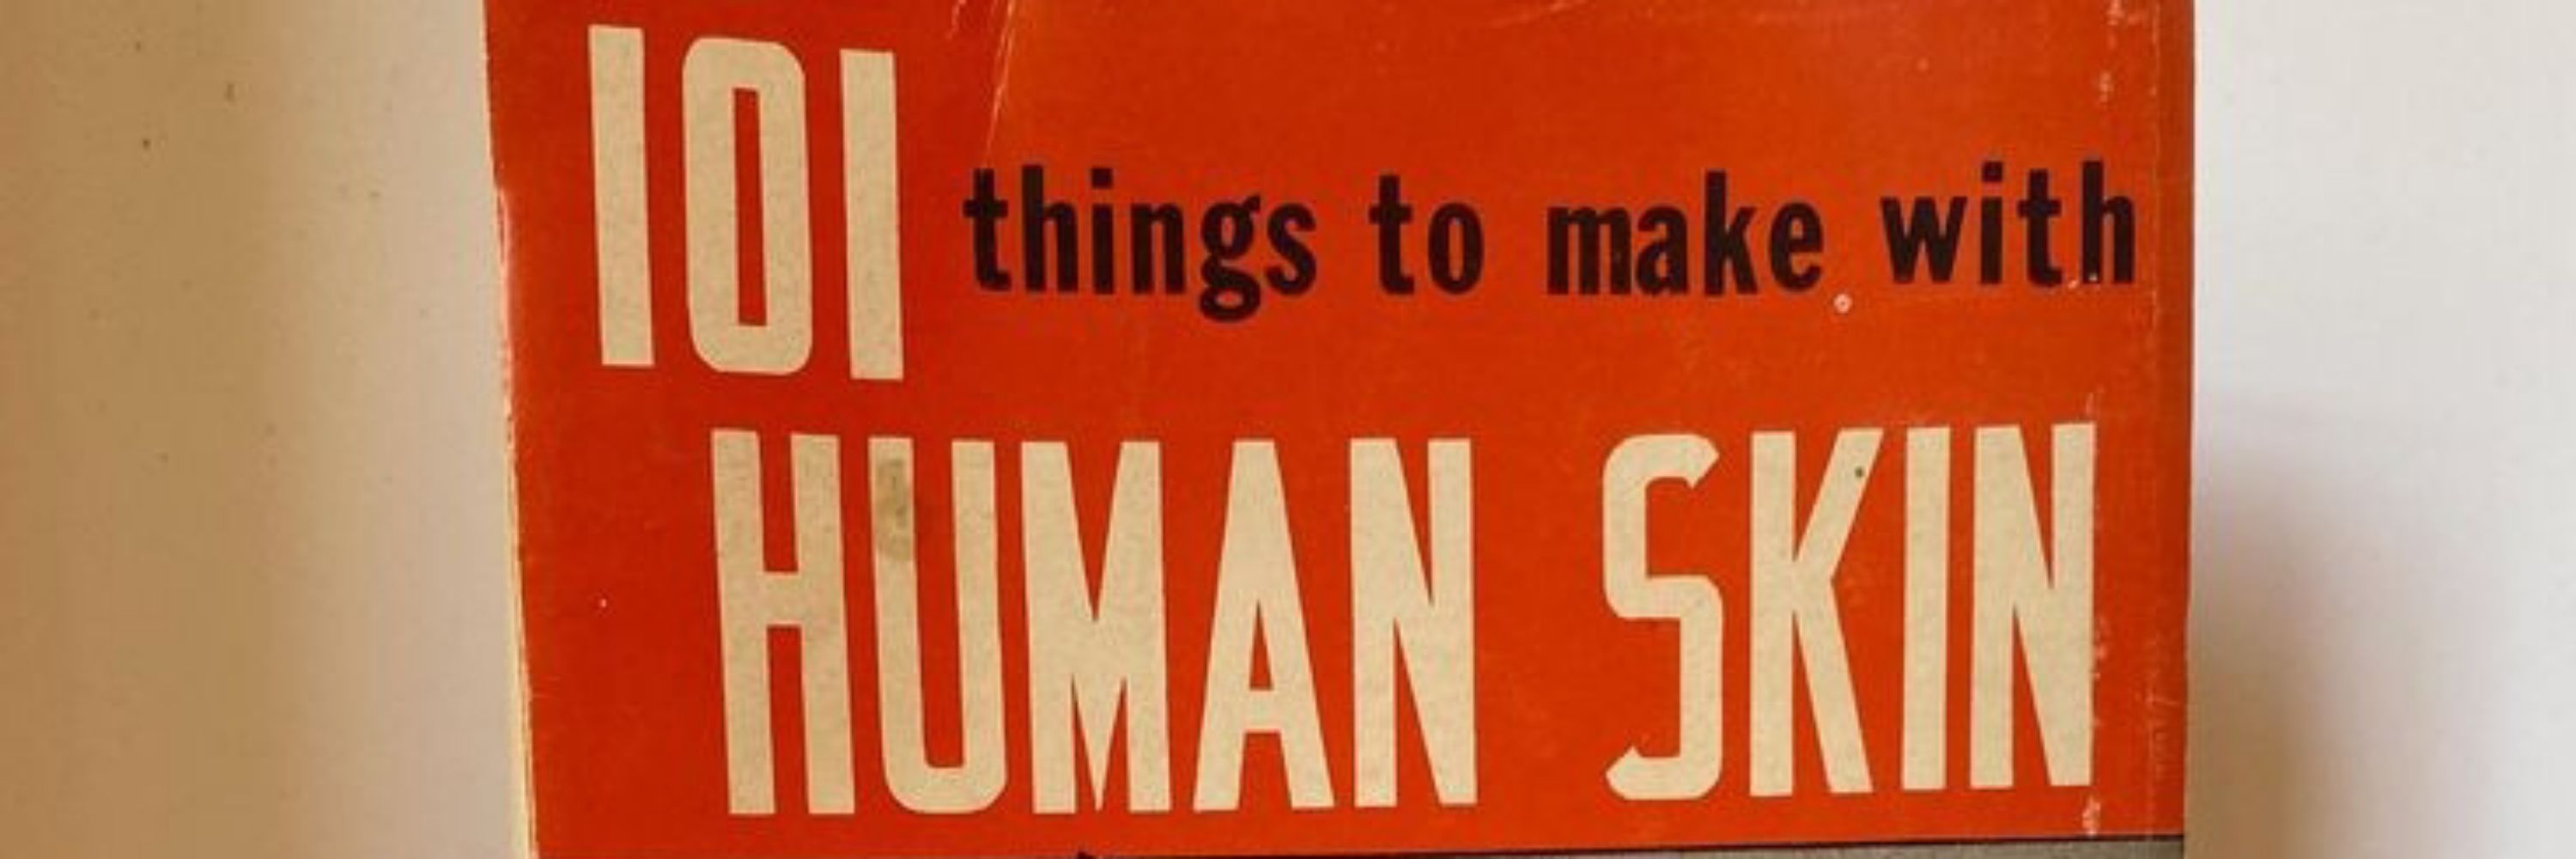 101 things to make with
HUMAN SKIN